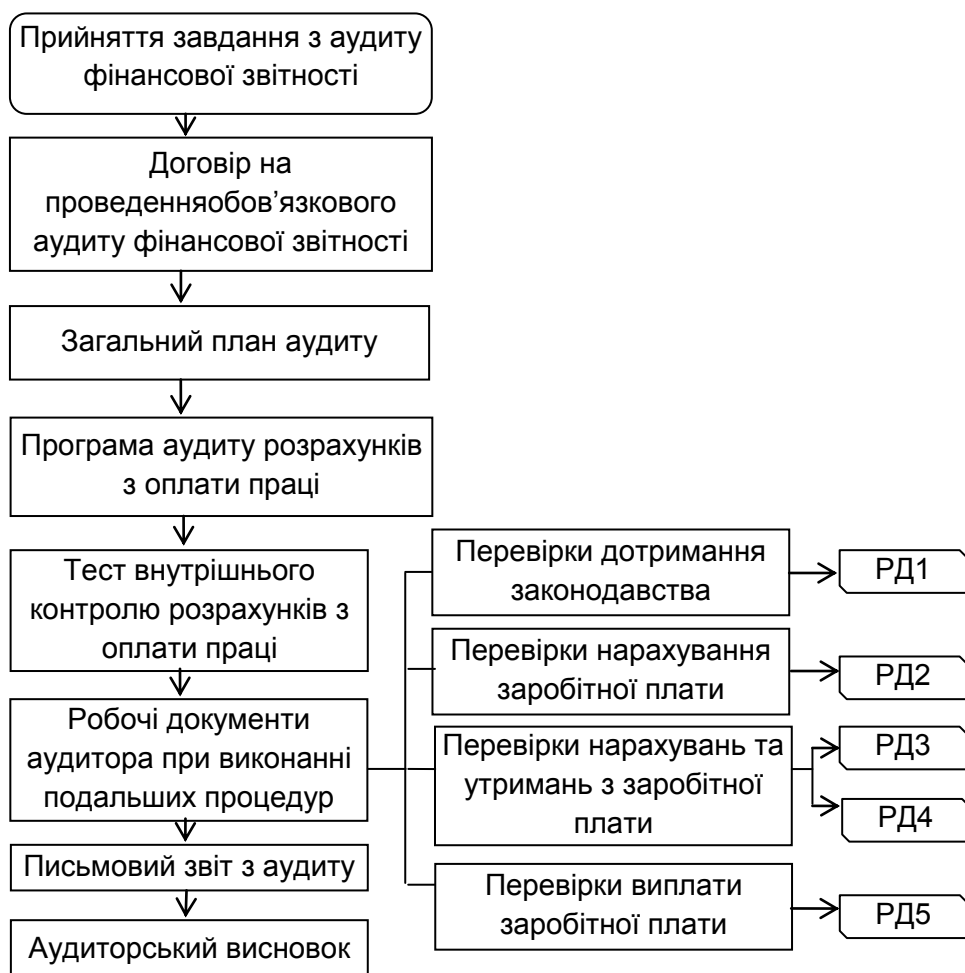 Прийняття завдання з аудиту
фінансової звітності
Договір на
проведенняобов’язкового
аудиту фінансової звітності
Загальний план аудиту
Програма аудиту розрахунків
з оплати праці
Тест внутрішнього
контролю розрахунків з
оплати праці
Робочі документи
аудитора при виконанні
подальших процедур
Письмовий звіт з аудиту
Аудиторський висновок
Перевірки дотримання
законодавства
РД1
Перевірки нарахування
заробітної плати
РД2
Перевірки нарахувань та
утримань з заробітної
плати
РД3
РД4
Перевірки виплати
заробітної плати
РД5